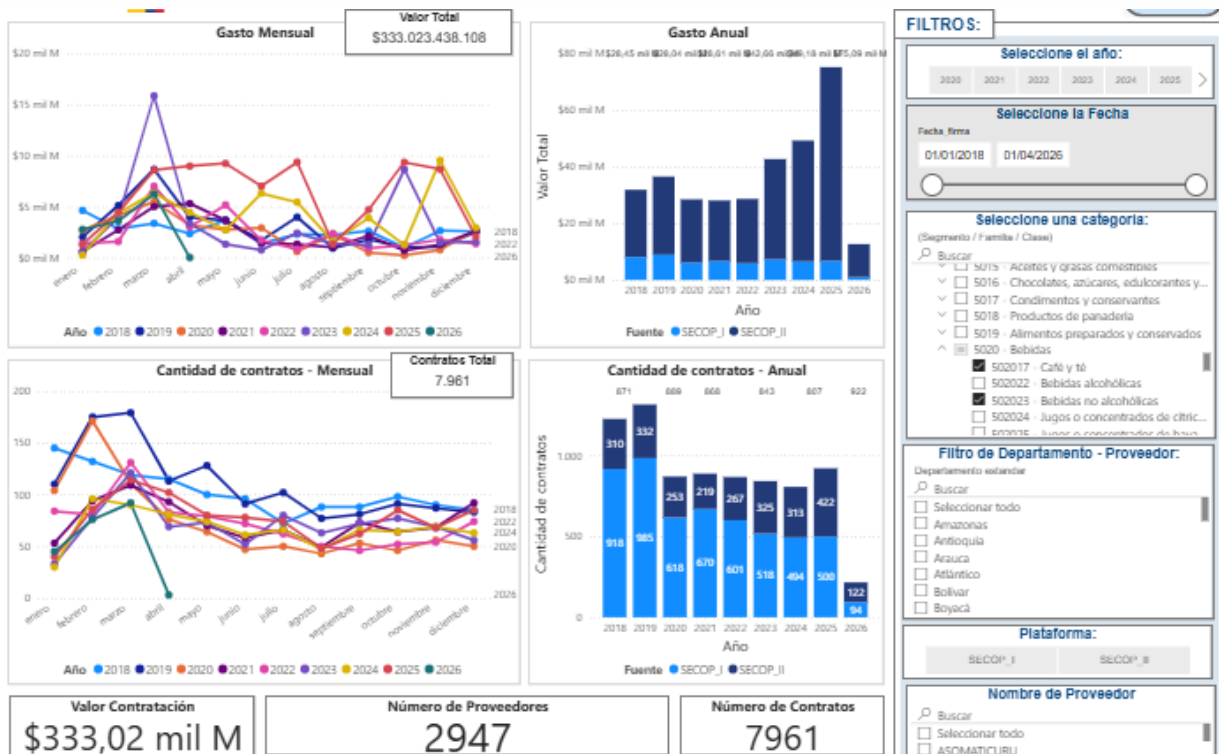 Valor Total
$333.023.438.108
Gasto Mensual
$20 mil M
$15 mil M
$10 mil M
$5 mil M
$0 mil M
2018
2022
2026
enero
febrero
marzo
abril
mayo
junio
julio
agosto
septiembre
octubre
noviembre
diciembre
Año 2018 2019 2020 2021 2022 2023 2024 2025 2026
Gasto Anual
$80 mil M
$60 mil M
$40 mil M
$20 mil M
$0 mil M
Valor Total
2018 2019 2020 2021 2022 2023 2024 2025 2026
Año
Fuente SECOP_I SECOP_II
Cantidad de contratos - Mensual
Contratos Total
7.961
200
150
100
50
0
2018
2022
2024
2020
2026
enero
febrero
marzo
abril
mayo
junio
julio
agosto
septiembre
octubre
noviembre
diciembre
Año 2018 2019 2020 2021 2022 2023 2024 2025 2026
Cantidad de contratos - Anual
871 889 868 843 807 922
1.000
500
0
Cantidad de contratos
310 332 253 219 267 325 313 422 122
918 985 618 670 601 518 494 500 94
2018 2019 2020 2021 2022 2023 2024 2025 2026
Año
Fuente SECOP_I SECOP_II
Valor Contratación
$333,02 mil M
Número de Proveedores
2947
Número de Contratos
7961
FILTROS:
Seleccione el año:
2020 2021 2022 2023 2024 2025
Seleccione la Fecha
Fecha_firma
01/01/2018 01/04/2026
Seleccione una categoria:
(Segmento / Familia / Clase)
Buscar
5015 - Aceites y grasas comestibles
5016 - Chocolates, azúcares, edulcorantes y...
5017 - Condimentos y conservantes
5018 - Productos de panadería
5019 - Alimentos preparados y conservados
5020 - Bebidas
502017 - Café y té
502022 - Bebidas alcohólicas
502023 - Bebidas no alcohólicas
502024 - Jugos o concentrados de cítric...
Filtro de Departamento - Proveedor:
Departamento estandar
Buscar
Seleccionar todo
Amazonas
Antioquia
Arauca
Atlántico
Bolívar
Boyacá
Plataforma:
SECOP_I SECOP_II
Nombre de Proveedor
Buscar
Seleccionar todo